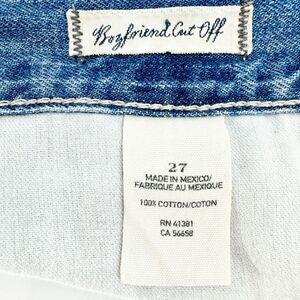 Boyfriend Cut Off
27
MADE IN MEXICO/
FABRIQUE AU MEXIQUE
100% COTTON/COTON
RN 41381
CA 56658